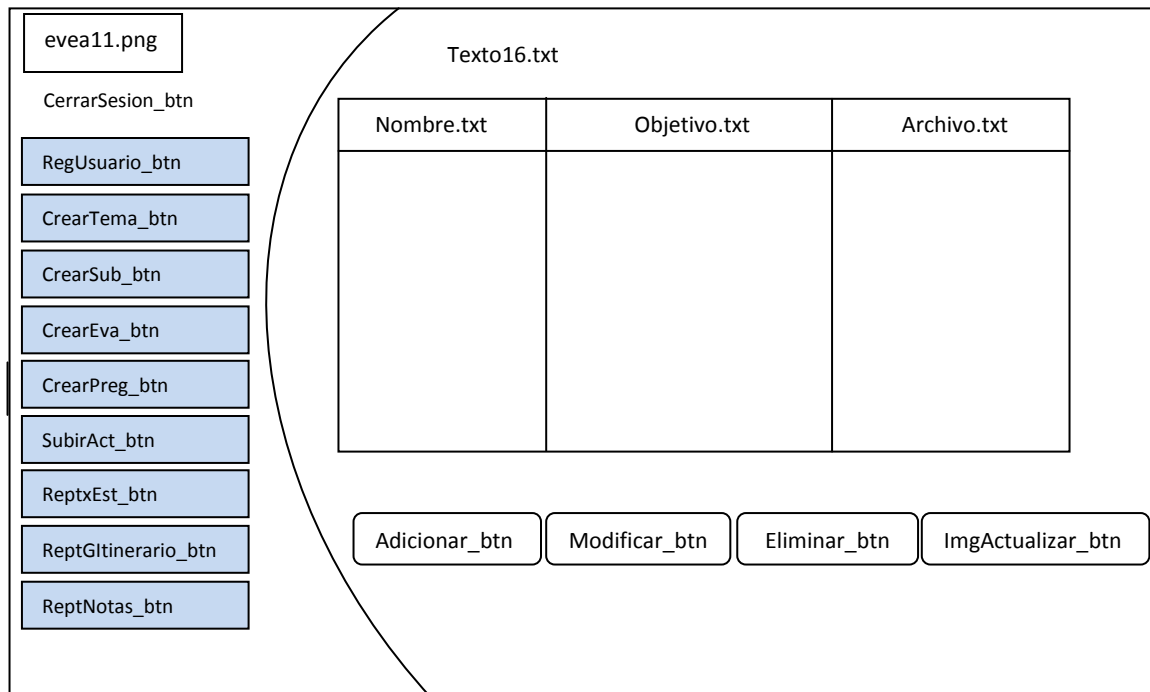 evea11.png
CerrarSesion_btn
RegUsuario_btn
CrearTema_btn
CrearSub_btn
CrearEva_btn
CrearPreg_btn
SubirAct_btn
ReptxEst_btn
ReptGItinerario_btn
ReptNotas_btn
Texto16.txt
Nombre.txt Objetivo.txt Archivo.txt
Adicionar_btn Modificar_btn Eliminar_btn ImgActualizar_btn